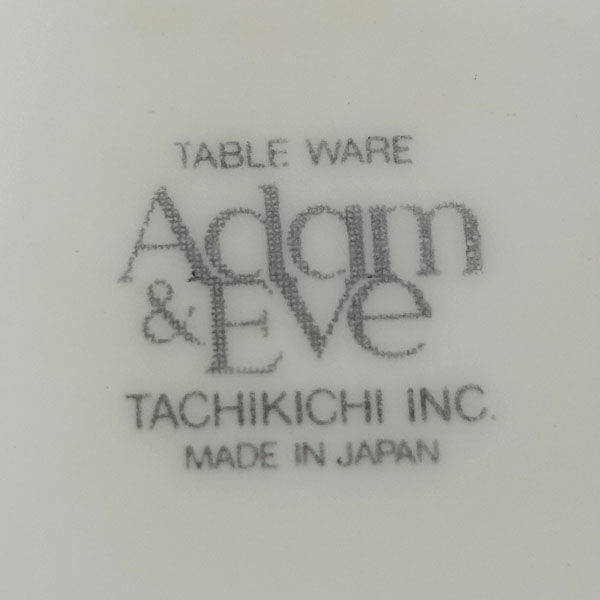 TABLE WARE
Adam
& Eve
TACHIKICHI INC.
MADE IN JAPAN